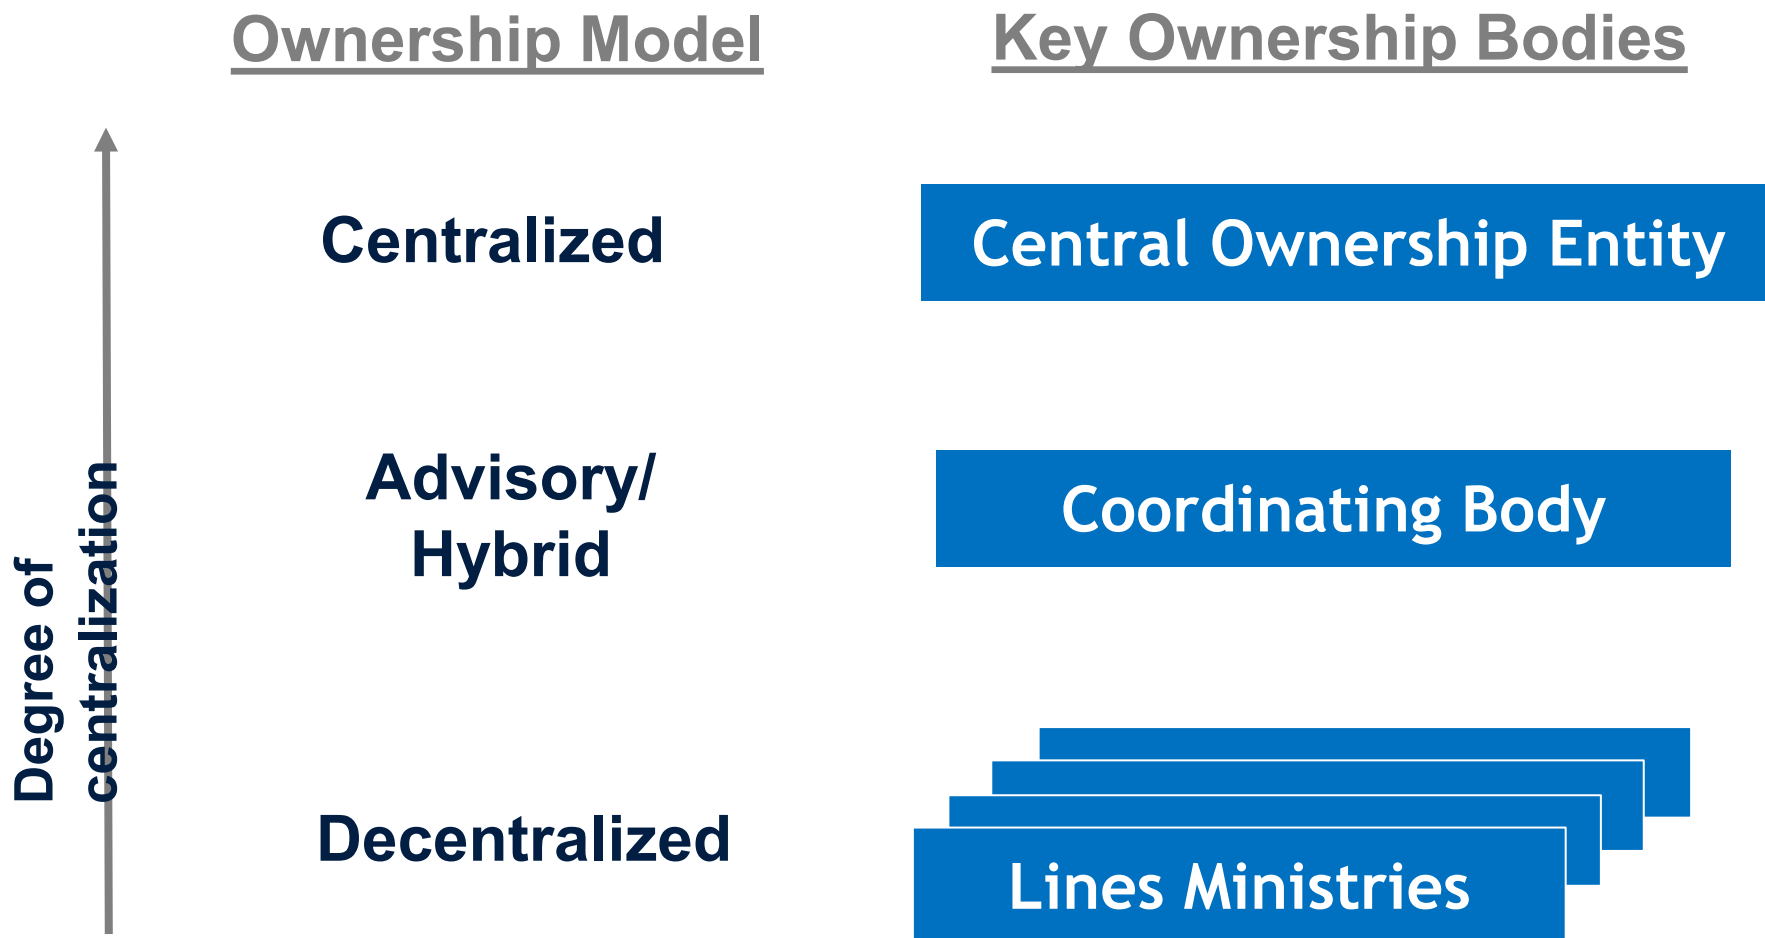 Ownership Model
Key Ownership Bodies
Centralized
Central Ownership Entity
Advisory/
Hybrid
Coordinating Body
Degree of
centralization
Decentralized
Lines Ministries